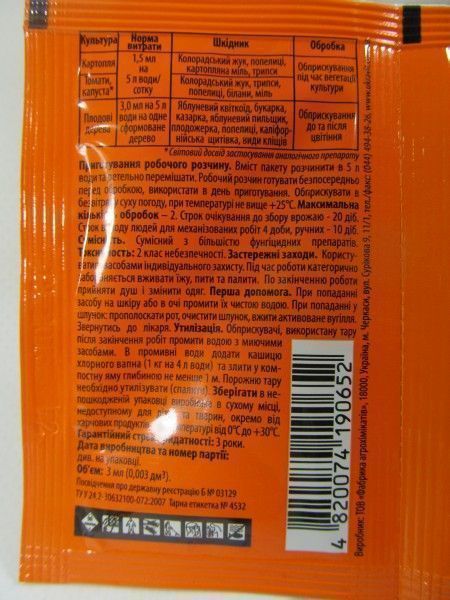 Культура Норма витрати Шкідник Обробка
Картопля 1,5 мл на 5 л води/сотку Колорадський жук, попелиці, картопляна міль, трипси Обприскування під час вегетації культури
Томати, капуста* Колорадський жук, трипси, попелиці, білани, міль
Плодові дерева 3,0 мл на 5 л води на одне сформоване дерево Яблуневий квіткоїд, букарка, казарка, яблуневий пильщик, плодожерка, попелиці, каліфорнійська щитівка, види кліщів Обприскування до та після цвітіння
*Світовий досвід застосування аналогічного препарату
Приготування робочого розчину. Вміст пакету розчинити в 5 л
води та ретельно перемішати. Робочий розчин готувати безпосередньо
перед обробкою, використати в день приготування. Обприскувати в
безвітряну суху погоду, при температурі не вище +25°С. Максимальна
кількість обробок – 2. Строк очікування до збору врожаю - 20 діб.
Строк виходу людей для механізованих робіт 4 доби, ручних - 10 діб.
Сумісність. Сумісний з більшістю фунгіцидних препаратів.
Токсичність: 2 клас небезпечності. Застережні заходи. Користу-
ватися засобами індивідуального захисту. Під час роботи категорично
забороняється вживати їжу, пити та палити. По закінченню роботи
прийняти душ і змінити одяг. Перша допомога. При попаданні
засобу на шкіру або в очі промити їх чистою водою. При попаданні у
шлунок: прополоскати рот, очистити шлунок, вжити активоване вугілля.
Звернутись до лікаря. Утилізація. Обприскувачі, використану тару
після закінчення робіт промити водою з миючими
засобами. В промивні води додати кашицю
хлорного вапна (1 кг на 4 л води) та злити у ком-
постну яму глибиною не менше 1 м. Порожню тару
необхідно утилізувати (спалити). Зберігати в не-
пошкодженій упаковці виробника в сухому місці,
недоступному для дітей та тварин, окремо від
харчових продуктів при температурі від 0°С до +30°С.
Гарантійний строк придатності: 3 роки.
Дата виробництва та номер партії:
див. на упаковці.
Об'єм: 3 мл (0,003 дм³).
Посвідчення про державну реєстрацію Б № 03129
ТУ У 24.2-30632100-072:2007 Тарна етикетка № 4532
4 820074 190652
Виробник: ТОВ «Фабрика агрохімікатів», 18000, Україна, м. Черкаси, вул. Сурікова 9, 11/1, тел./факс: (044) 494-38-26,